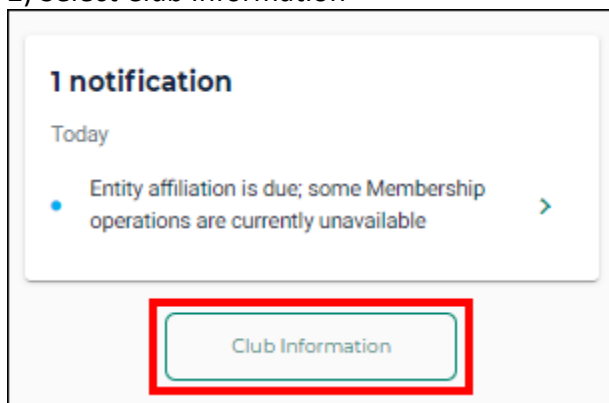 2) Select Club Information
1 notification
Today
Entity affiliation is due; some Membership
operations are currently unavailable
Club Information